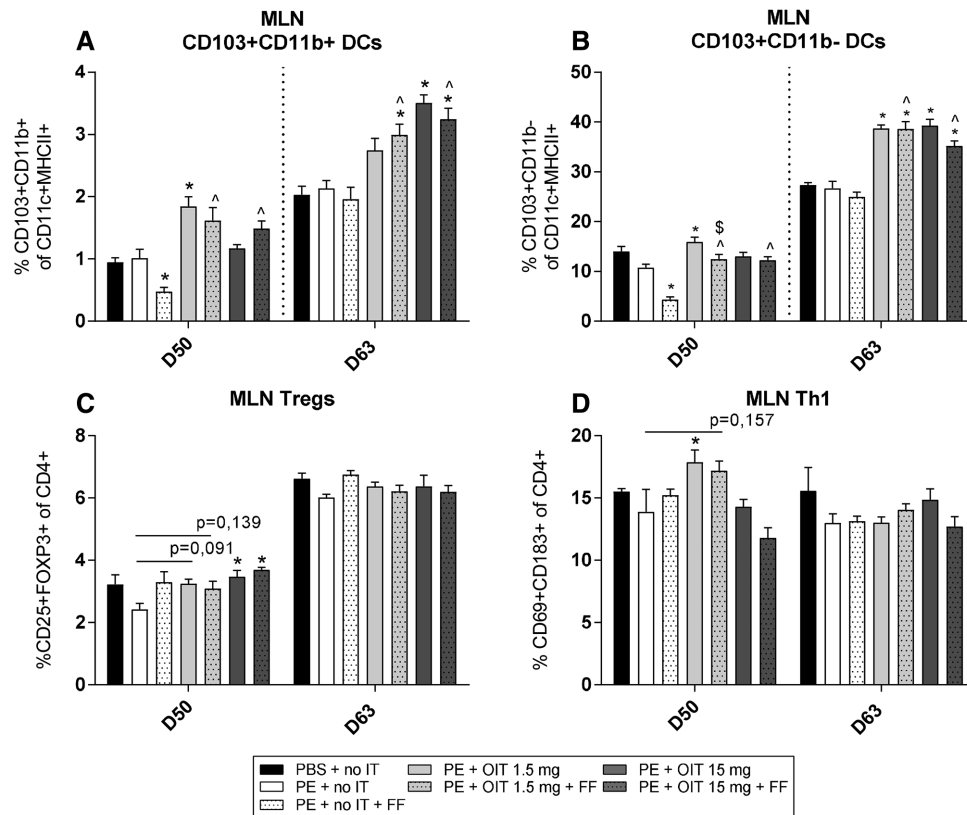 A
MLN
CD103+CD11b+ DCs
% CD103+CD11b+
of CD11c+MHCII+
4
3
2
1
0
*
*
^
^
^
*
*
^
*
D50
D63
B
MLN
CD103+CD11b- DCs
% CD103+CD11b-
of CD11c+MHCII+
50
40
30
20
10
0
*
*
$
^
^
*
^
*
*
^
*
D50
D63
C
MLN Tregs
%CD25+FOXP3+ of CD4+
8
6
4
2
0
p=0,139
p=0,091
*
*
D50
D63
D
MLN Th1
% CD69+CD183+ of CD4+
20
15
10
5
0
p=0,157
*
D50
D63
PBS + no IT
PE + OIT 1.5 mg
PE + OIT 15 mg
PE + no IT
PE + OIT 1.5 mg + FF
PE + OIT 15 mg + FF
PE + no IT + FF